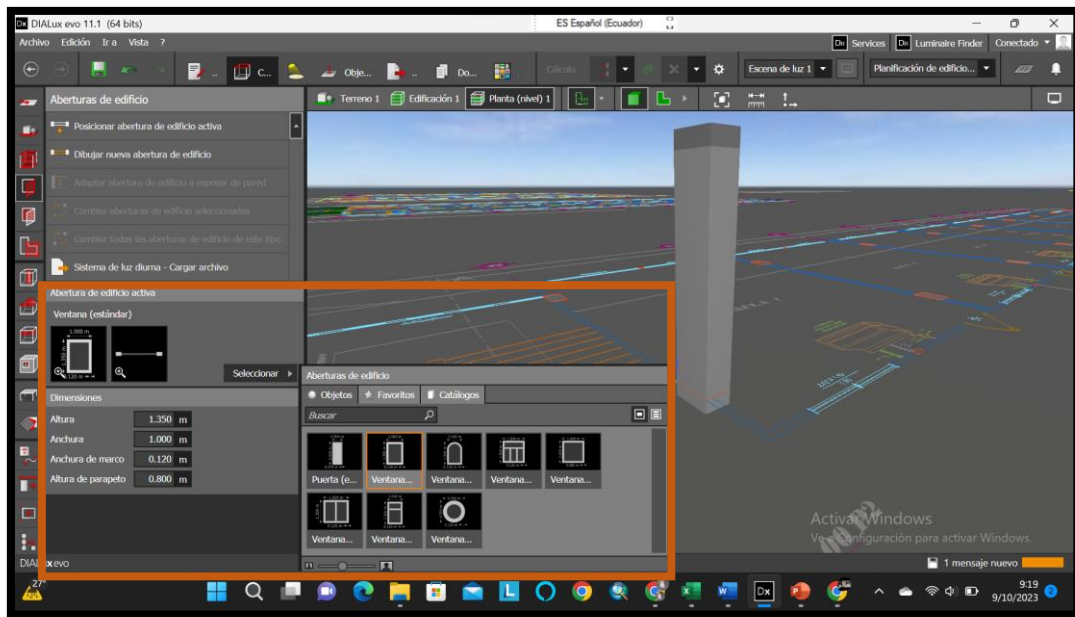 DIALux evo 11.1 (64 bits)
ES Español (Ecuador)
Archivo Edición Ir a Vista ?
Services Luminaire Finder Conectado
C... Obje... Do... Cálculo Escena de luz 1 Planificación de edificio...
Aberturas de edificio
Terreno 1 Edificación 1 Planta (nivel) 1
Posicionar abertura de edificio activa
Dibujar nueva abertura de edificio
Adaptar abertura de edificio a espesor de pared
Cambiar aberturas de edificio seleccionadas
Cambiar todas las aberturas de edificio de este tipo
Sistema de luz diurna - Cargar archivo
Abertura de edificio activa
Ventana (estándar)
Seleccionar
Dimensiones
Altura 1.350 m
Anchura 1.000 m
Anchura de marco 0.120 m
Altura de parapeto 0.800 m
Aberturas de edificio
Objetos Favoritos Catálogos
Buscar
Puerta (e... Ventana... Ventana... Ventana... Ventana...
Ventana... Ventana... Ventana...
Activar Windows
Ve a Configuración para activar Windows.
DIALux evo
1 mensaje nuevo
27°
9:19
9/10/2023
2